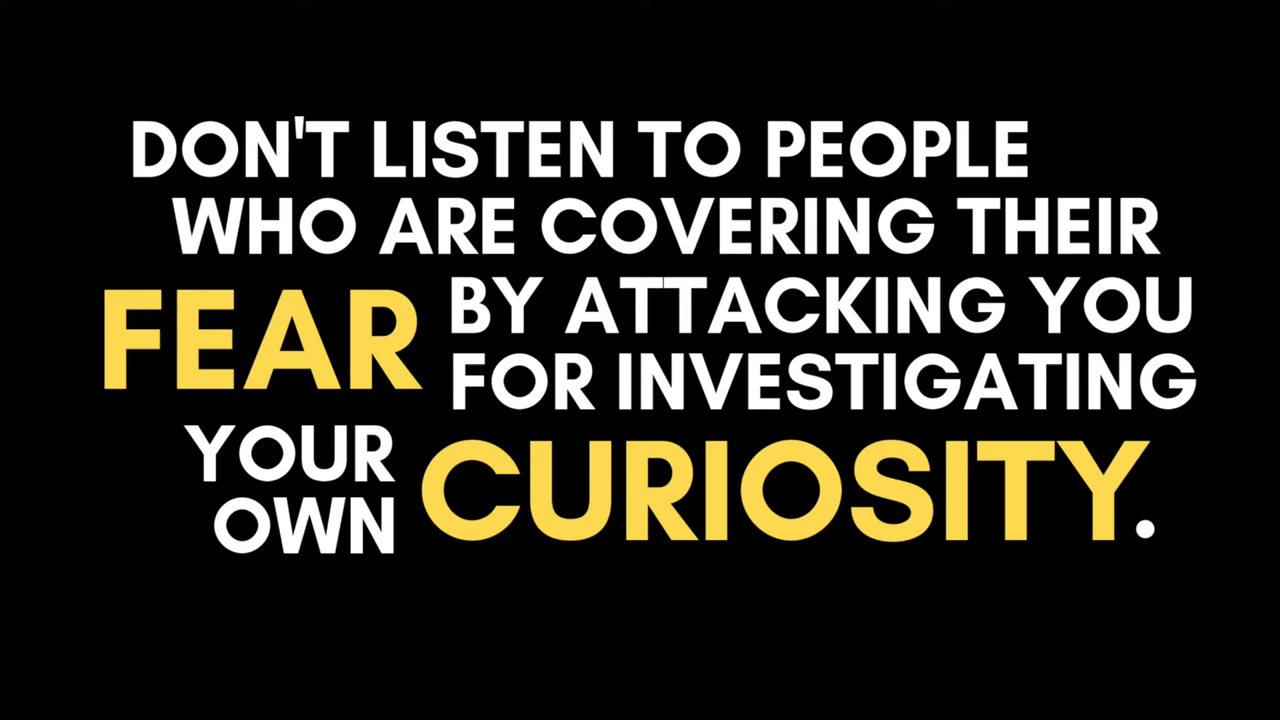 DON'T LISTEN TO PEOPLE
WHO ARE COVERING THEIR
FEAR BY ATTACKING YOU
FOR INVESTIGATING
YOUR
OWN CURIOSITY.